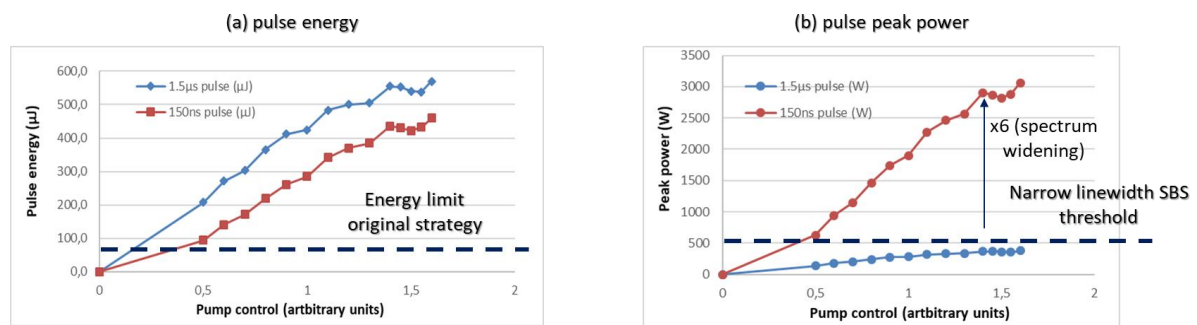 (a) pulse energy
600,0
500,0
400,0
300,0
200,0
100,0
0,0
Pulse energy (µJ)
1.5µs pulse (µJ)
150ns pulse (µJ)
Energy limit
original strategy
0
0,5
1
1,5
2
Pump control (artbitrary units)
(b) pulse peak power
3500
3000
2500
2000
1500
1000
500
0
Peak power (W)
1.5µs pulse (W)
150ns pulse (W)
x6 (spectrum
widening)
Narrow linewidth SBS
threshold
0
0,5
1
1,5
2
Pump control (artbitrary units)